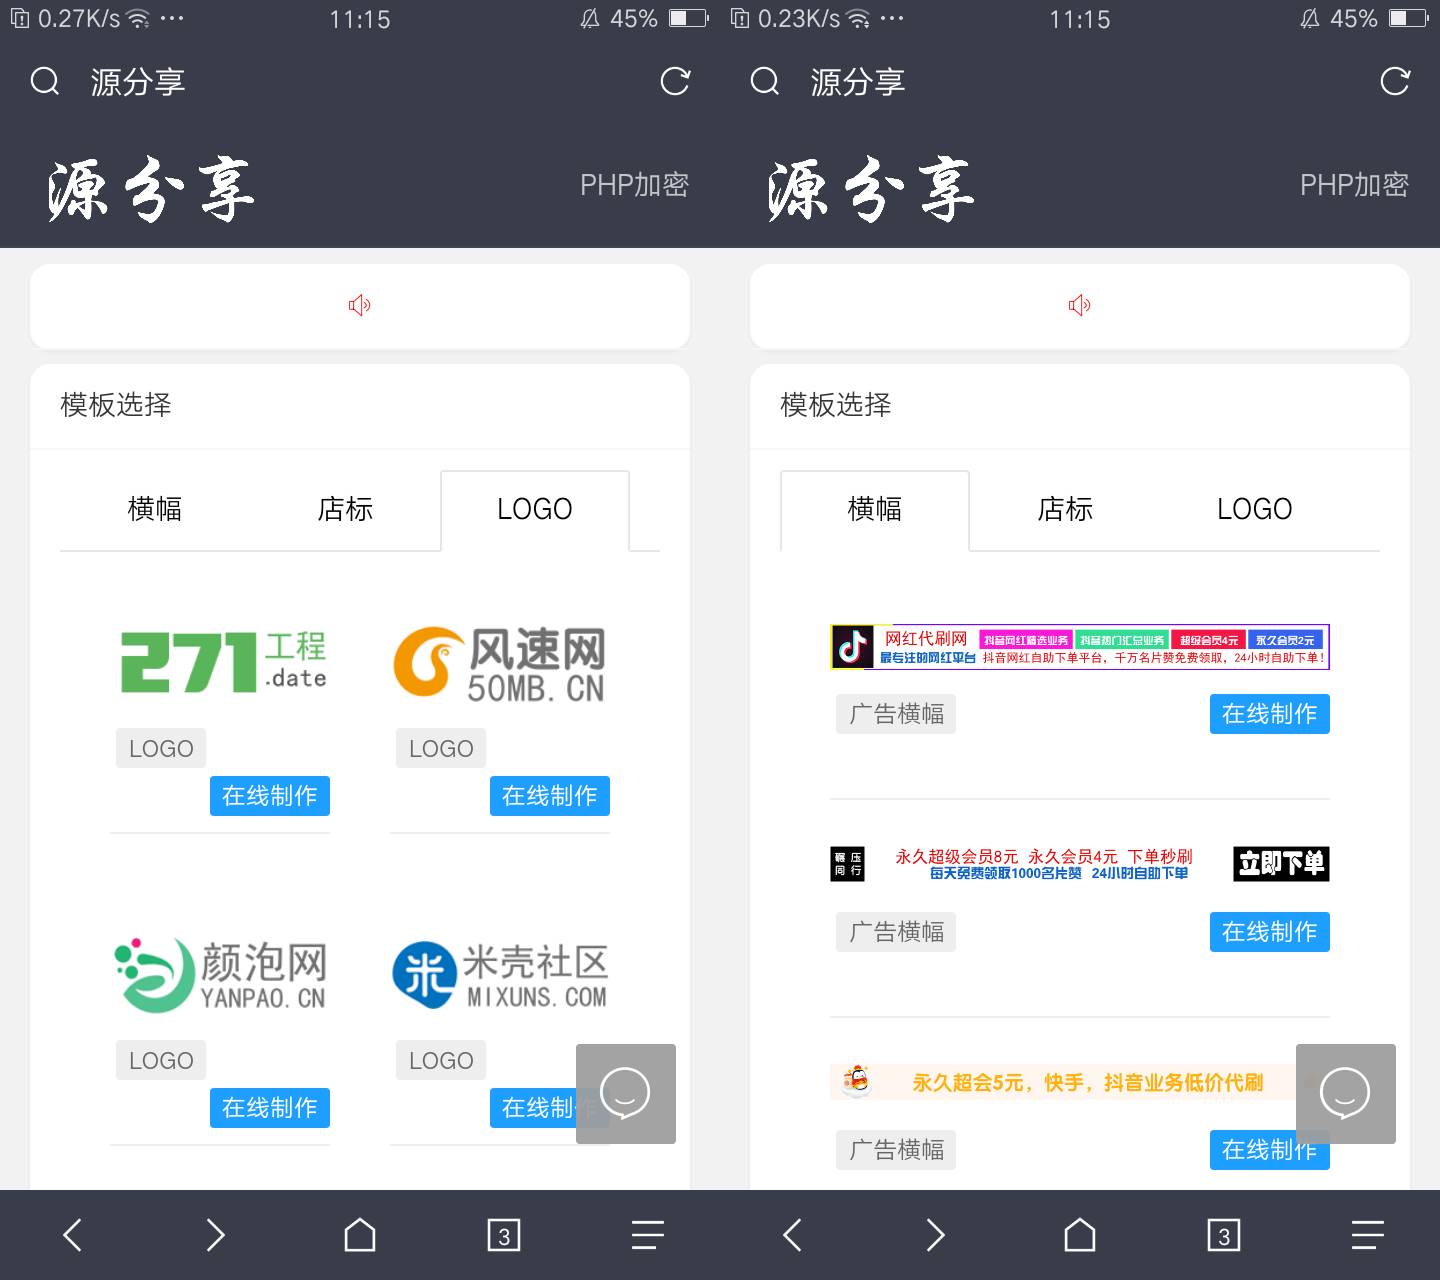 0.27K/s
11:15
45%
源分享
源分享
PHP加密
模板选择
横幅
店标
LOGO
271工程
.date
风速网
50MB.CN
LOGO
LOGO
在线制作
在线制作
颜泡网
YANPAO.CN
米壳社区
MIXUNS.COM
LOGO
LOGO
在线制作
在线制
3
0.23K/s
11:15
45%
源分享
源分享
PHP加密
模板选择
横幅
店标
LOGO
网红代刷网
抖音网红精选业务
抖音热门汇总业务
超级会员4元
永久会员2元
最专注的网红平台
抖音网红自助下单平台，千万名片赞免费领取，24小时自助下单！
广告横幅
在线制作
碾压
同行
永久超级会员8元 永久会员4元 下单秒刷
每天免费领取1000名片赞 24小时自助下单
立即下单
广告横幅
在线制作
永久超会5元，快手，抖音业务低价代刷
广告横幅
在线制作
3